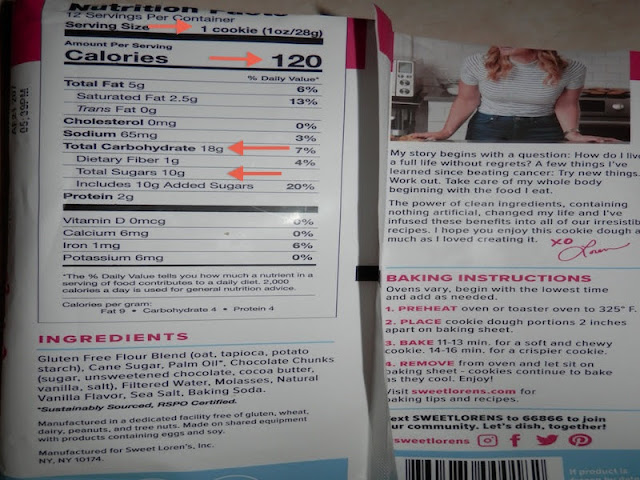 Nutrition Facts
12 Servings Per Container
Serving Size 1 cookie (1oz/28g)
Amount Per Serving
Calories 120
% Daily Value*
Total Fat 5g 6%
Saturated Fat 2.5g 13%
Trans Fat 0g
Cholesterol 0mg 0%
Sodium 65mg 3%
Total Carbohydrate 18g 7%
Dietary Fiber 1g 4%
Total Sugars 10g
Includes 10g Added Sugars 20%
Protein 2g
Vitamin D 0mcg 0%
Calcium 6mg 0%
Iron 1mg 6%
Potassium 6mg 0%
*The % Daily Value tells you how much a nutrient in a
serving of food contributes to a daily diet. 2,000
calories a day is used for general nutrition advice.
Calories per gram:
Fat 9 • Carbohydrate 4 • Protein 4
INGREDIENTS
Gluten Free Flour Blend (oat, tapioca, potato
starch), Cane Sugar, Palm Oil*, Chocolate Chunks
(sugar, unsweetened chocolate, cocoa butter,
vanilla, salt), Filtered Water, Molasses, Natural
Vanilla Flavor, Sea Salt, Baking Soda.
*Sustainably Sourced, RSPO Certified.
Manufactured in a dedicated facility free of gluten, wheat,
dairy, peanuts, and tree nuts. Made on shared equipment
with products containing eggs and soy.
Manufactured for Sweet Loren's, Inc.
NY, NY 10174.
My story begins with a question: How do I live
a full life without regrets? A few things I've
learned since beating cancer: Try new things.
Work out. Take care of my whole body
beginning with the food I eat.
The power of clean ingredients, containing
nothing artificial, changed my life and I've
infused these benefits into all of our irresistible
recipes. I hope you enjoy this cookie dough as
much as I loved creating it. XO
Loren
BAKING INSTRUCTIONS
Ovens vary, begin with the lowest time
and add as needed.
1. PREHEAT oven or toaster oven to 325° F.
2. PLACE cookie dough portions 2 inches
apart on baking sheet.
3. BAKE 11-13 min. for a soft and chewy
cookie. 14-16 min. for a crispier cookie.
4. REMOVE from oven and let sit on
baking sheet - cookies continue to bake
as they cool. Enjoy!
Visit sweetlorens.com for
baking tips and recipes.
ext SWEETLORENS to 66866 to join
our community. Let's dish, together!
sweetlorens
If product is